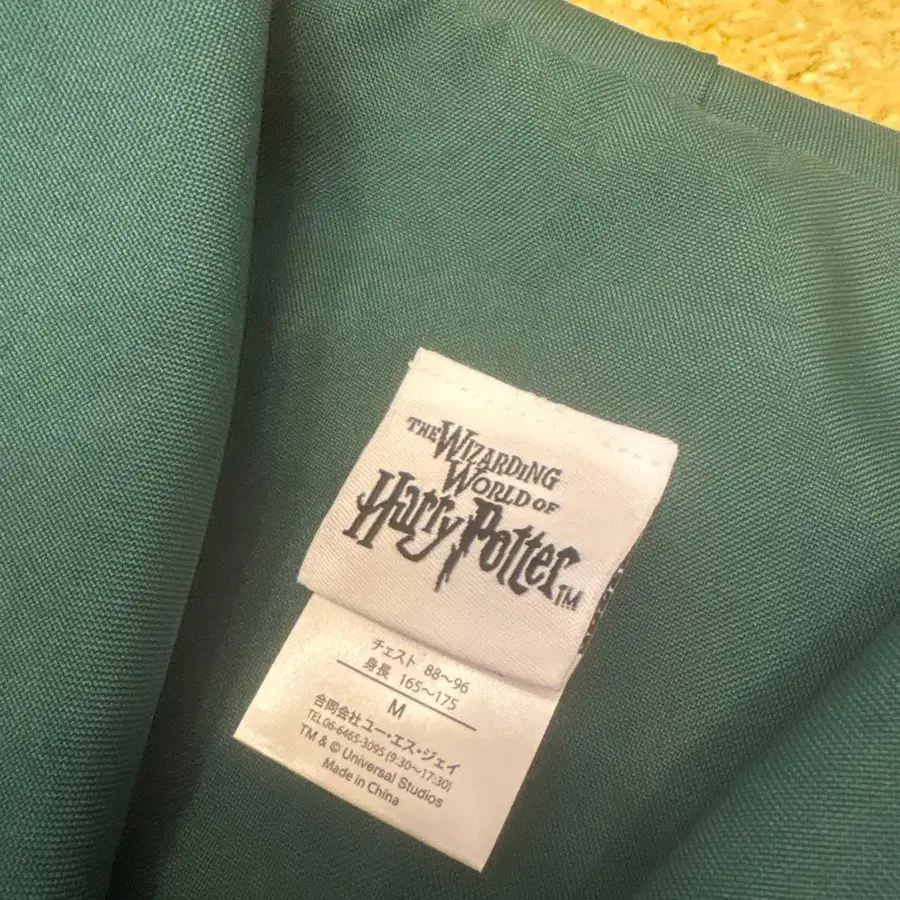 THE WIZARDING
WORLD OF
Harry Potter TM
チェスト 88～96
身長 165～175
M
合同会社ユー・エス・ジェイ
TEL06-6465-3095 (9:30～17:30)
TM & © Universal Studios
Made in China